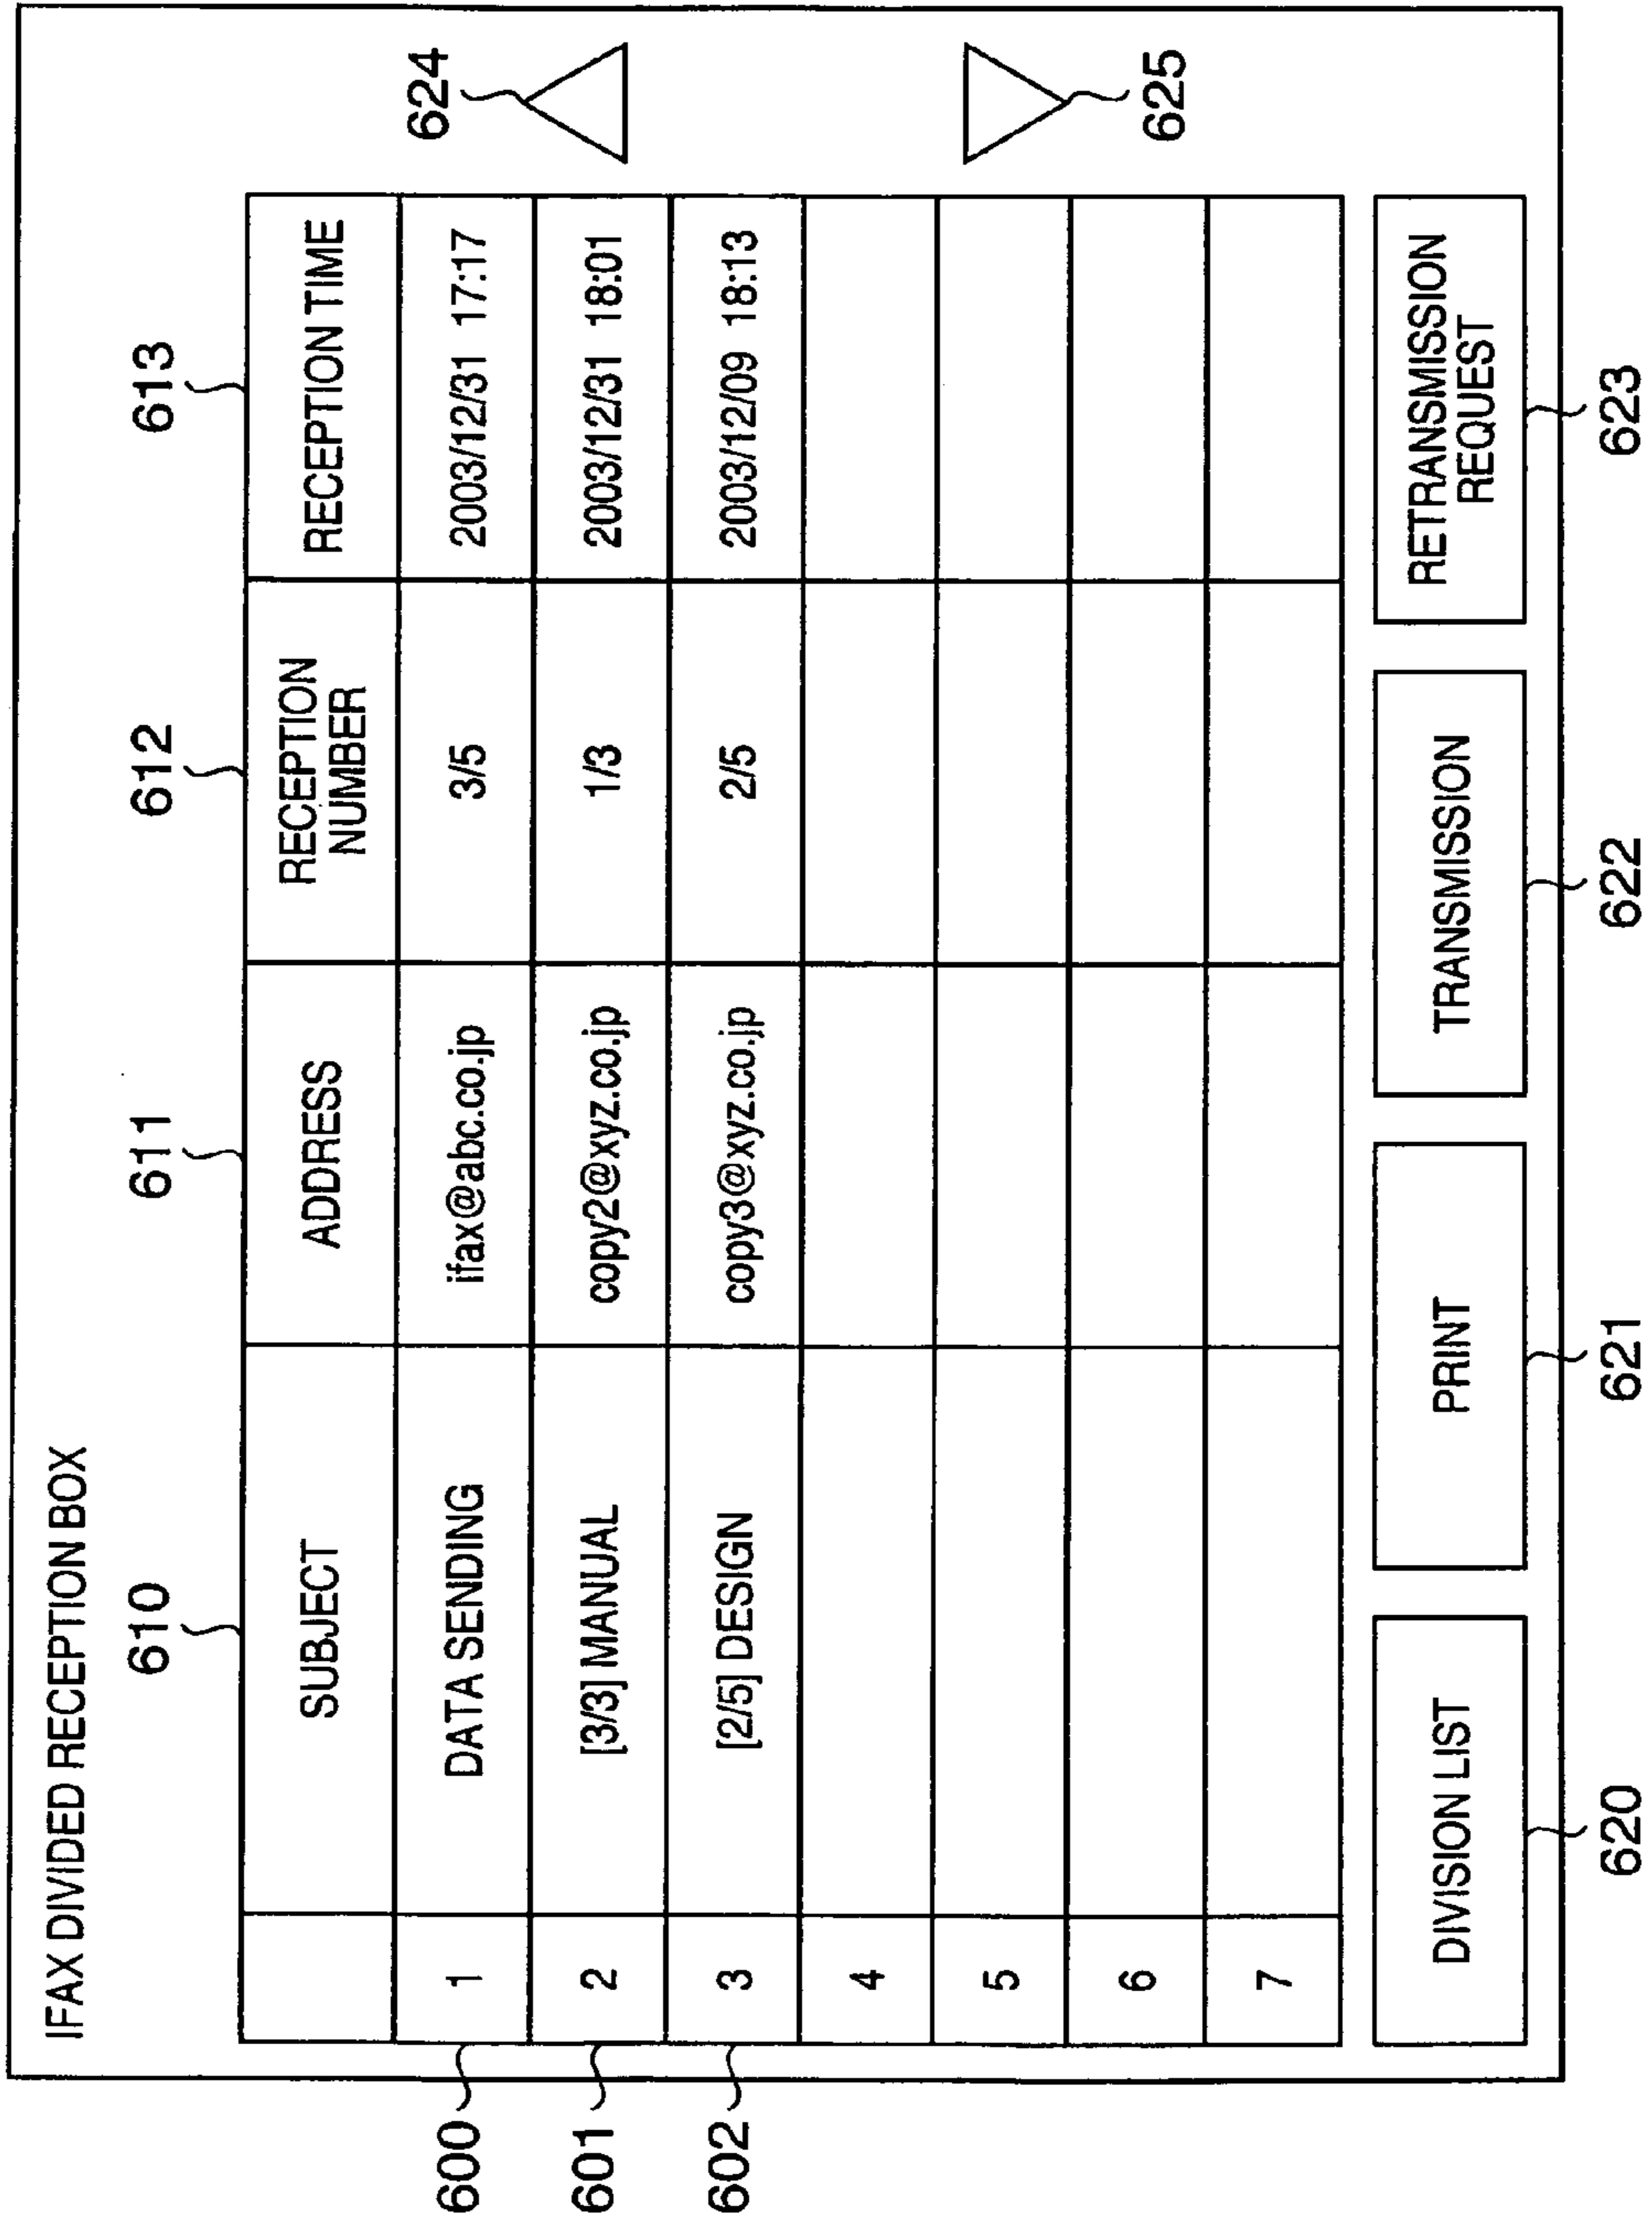 IFAX DIVIDED RECEPTION BOX
610 611 612 613
SUBJECT ADDRESS RECEPTION NUMBER RECEPTION TIME
600 1 DATA SENDING ifax@abc.co.jp 3/5 2003/12/31 17:17
601 2 [3/3] MANUAL copy2@xyz.co.jp 1/3 2003/12/31 18:01
602 3 [2/5] DESIGN copy3@xyz.co.jp 2/5 2003/12/09 18:13
4
5
6
7
624
625
DIVISION LIST PRINT TRANSMISSION RETRANSMISSION REQUEST
620 621 622 623